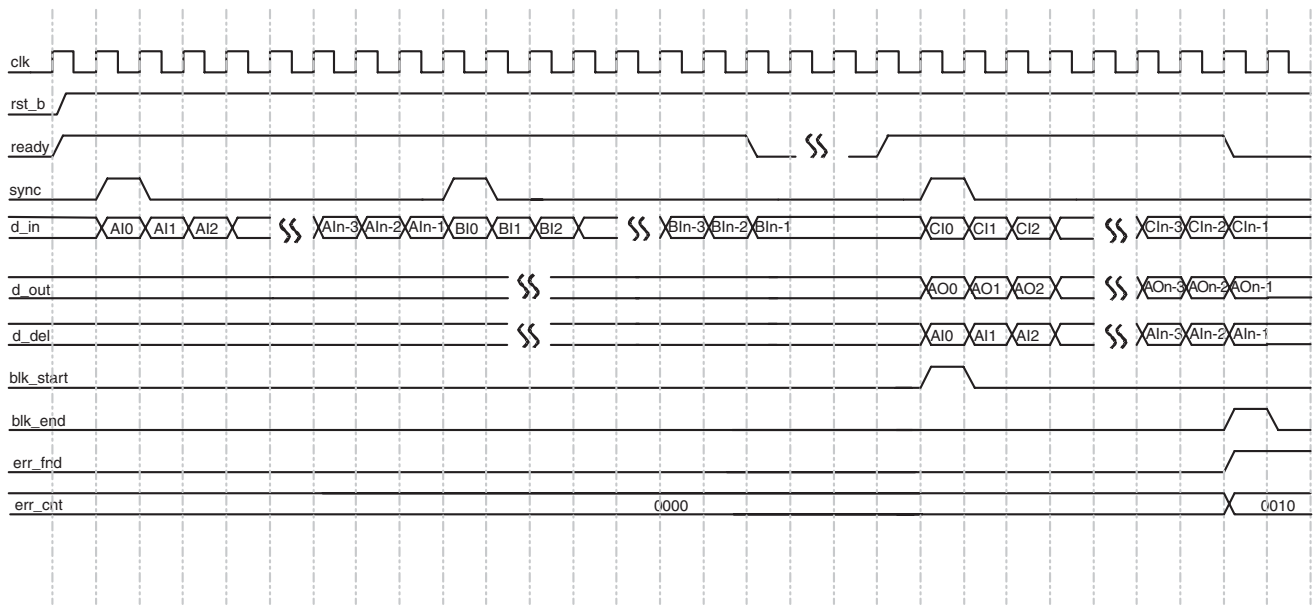 clk
rst_b
ready
sync
d_in AI0 AI1 AI2 AIn-3 AIn-2 AIn-1 BI0 BI1 BI2 BIn-3 BIn-2 BIn-1 CI0 CI1 CI2 CIn-3 CIn-2 CIn-1
d_out AO0 AO1 AO2 AOn-3 AOn-2 AOn-1
d_del AI0 AI1 AI2 AIn-3 AIn-2 AIn-1
blk_start
blk_end
err_fnd
err_cnt 0000 0010